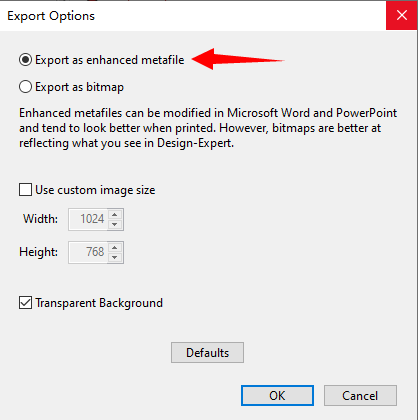 Export Options
Export as enhanced metafile
Export as bitmap
Enhanced metafiles can be modified in Microsoft Word and PowerPoint
and tend to look better when printed. However, bitmaps are better at
reflecting what you see in Design-Expert.
Use custom image size
Width: 1024
Height: 768
Transparent Background
Defaults
OK Cancel